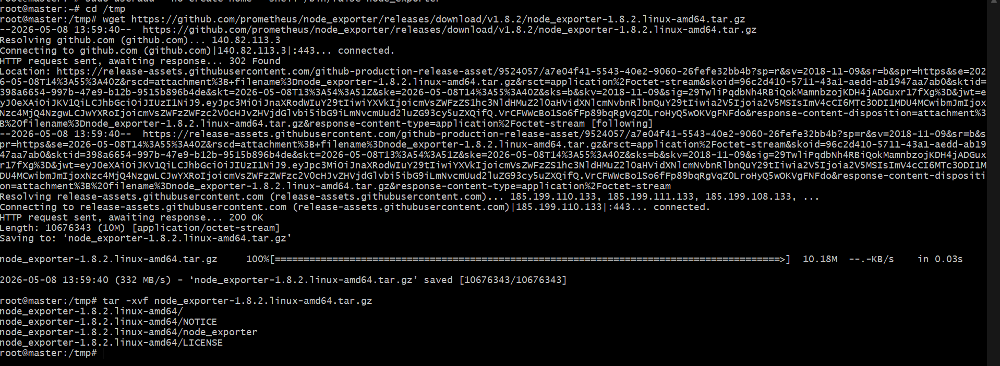 root@master:~# cd /tmp
root@master:/tmp# wget https://github.com/prometheus/node_exporter/releases/download/v1.8.2/node_exporter-1.8.2.linux-amd64.tar.gz
--2026-05-08 13:59:40--  https://github.com/prometheus/node_exporter/releases/download/v1.8.2/node_exporter-1.8.2.linux-amd64.tar.gz
Resolving github.com (github.com)... 140.82.113.3
Connecting to github.com (github.com)|140.82.113.3|:443... connected.
HTTP request sent, awaiting response... 302 Found
Location: https://release-assets.githubusercontent.com/github-production-release-asset/9524057/a7e04f41-5543-40e2-9060-26fefe32bb4b?sp=r&sv=2018-11-09&sr=b&spr=https&se=202
6-05-08T14%3A55%3A40Z&rscd=attachment%3B+filename%3Dnode_exporter-1.8.2.linux-amd64.tar.gz&rsct=application%2Foctet-stream&skoid=96c2d410-5711-43a1-aedd-ab1947aa7ab0&sktid=
398a6654-997b-47e9-b12b-9515b896b4de&skt=2026-05-08T13%3A54%3A51Z&ske=2026-05-08T14%3A55%3A40Z&sks=b&skv=2018-11-09&sig=29TwliPqdbNh4RBiQokMamnbzojKDH4jADGuxr17fXg%3D&jwt=e
yJ0eXAiOiJKV1QiLCJhbGciOiJIUzI1NiJ9.eyJpc3MiOiJnaXRodWIuY29tIiwiYXVkIjoicmVsZWFzZS1hc3NldHMuZ2l0aHVidXNlcmNvbnRlbnQuY29tIiwia2V5Ijoia2V5MSIsImV4cCI6MTc3ODI1MDU4MCwibmJmIjox
Nzc4MjQ4NzgwLCJwYXRoIjoicmVsZWFzZWFzc2V0cHJvZHVjdGlvbi5ibG9iLmNvcmUud2luZG93cy5uZXQifQ.VrCFWWcBo1So6fFp89bqRgVqZ0LroHyQ5wOKVgFNFdo&response-content-disposition=attachment%3
B%20filename%3Dnode_exporter-1.8.2.linux-amd64.tar.gz&response-content-type=application%2Foctet-stream [following]
--2026-05-08 13:59:40--  https://release-assets.githubusercontent.com/github-production-release-asset/9524057/a7e04f41-5543-40e2-9060-26fefe32bb4b?sp=r&sv=2018-11-09&sr=b&s
pr=https&se=2026-05-08T14%3A55%3A40Z&rscd=attachment%3B+filename%3Dnode_exporter-1.8.2.linux-amd64.tar.gz&rsct=application%2Foctet-stream&skoid=96c2d410-5711-43a1-aedd-ab19
47aa7ab0&sktid=398a6654-997b-47e9-b12b-9515b896b4de&skt=2026-05-08T13%3A54%3A51Z&ske=2026-05-08T14%3A55%3A40Z&sks=b&skv=2018-11-09&sig=29TwliPqdbNh4RBiQokMamnbzojKDH4jADGux
r17fXg%3D&jwt=eyJ0eXAiOiJKV1QiLCJhbGciOiJIUzI1NiJ9.eyJpc3MiOiJnaXRodWIuY29tIiwiYXVkIjoicmVsZWFzZS1hc3NldHMuZ2l0aHVidXNlcmNvbnRlbnQuY29tIiwia2V5Ijoia2V5MSIsImV4cCI6MTc3ODI1M
DU4MCwibmJmIjoxNzc4MjQ4NzgwLCJwYXRoIjoicmVsZWFzZWFzc2V0cHJvZHVjdGlvbi5ibG9iLmNvcmUud2luZG93cy5uZXQifQ.VrCFWWcBo1So6fFp89bqRgVqZ0LroHyQ5wOKVgFNFdo&response-content-dispositi
on=attachment%3B%20filename%3Dnode_exporter-1.8.2.linux-amd64.tar.gz&response-content-type=application%2Foctet-stream
Resolving release-assets.githubusercontent.com (release-assets.githubusercontent.com)... 185.199.110.133, 185.199.111.133, 185.199.108.133, ...
Connecting to release-assets.githubusercontent.com (release-assets.githubusercontent.com)|185.199.110.133|:443... connected.
HTTP request sent, awaiting response... 200 OK
Length: 10676343 (10M) [application/octet-stream]
Saving to: ‘node_exporter-1.8.2.linux-amd64.tar.gz’
node_exporter-1.8.2.linux-amd64.tar.gz     100%[========================================================================================>]  10.18M  --.-KB/s    in 0.03s
2026-05-08 13:59:40 (332 MB/s) - ‘node_exporter-1.8.2.linux-amd64.tar.gz’ saved [10676343/10676343]
root@master:/tmp# tar -xvf node_exporter-1.8.2.linux-amd64.tar.gz
node_exporter-1.8.2.linux-amd64/
node_exporter-1.8.2.linux-amd64/NOTICE
node_exporter-1.8.2.linux-amd64/node_exporter
node_exporter-1.8.2.linux-amd64/LICENSE
root@master:/tmp#